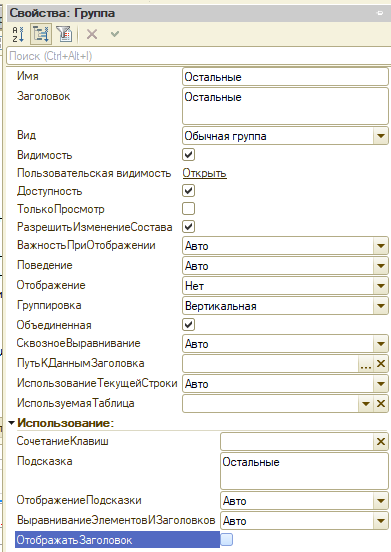 Свойства: Группа
Поиск (Ctrl+Alt+I)
Имя Остальные
Заголовок Остальные
Вид Обычная группа
Видимость
Пользовательская видимость Открыть
Доступность
ТолькоПросмотр
РазрешитьИзменениеСостава
ВажностьПриОтображении Авто
Поведение Авто
Отображение Нет
Группировка Вертикальная
Объединенная
СквозноеВыравнивание Авто
ПутьКДаннымЗаголовка ...
ИспользованиеТекущейСтроки Авто
ИспользуемаяТаблица
Использование:
СочетаниеКлавиш
Подсказка Остальные
ОтображениеПодсказки Авто
ВыравниваниеЭлементовИЗаголовков Авто
ОтображатьЗаголовок